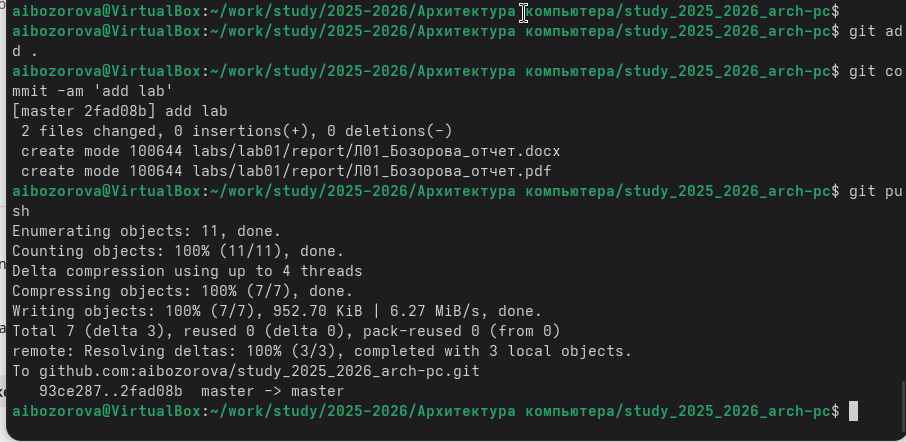 aibozorova@VirtualBox:~/work/study/2025-2026/Архитектура компьютера/study_2025_2026_arch-pc$
aibozorova@VirtualBox:~/work/study/2025-2026/Архитектура компьютера/study_2025_2026_arch-pc$ git ad
d .
aibozorova@VirtualBox:~/work/study/2025-2026/Архитектура компьютера/study_2025_2026_arch-pc$ git co
mmit -am 'add lab'
[master 2fad08b] add lab
 2 files changed, 0 insertions(+), 0 deletions(-)
 create mode 100644 labs/lab01/report/Л01_Бозорова_отчет.docx
 create mode 100644 labs/lab01/report/Л01_Бозорова_отчет.pdf
aibozorova@VirtualBox:~/work/study/2025-2026/Архитектура компьютера/study_2025_2026_arch-pc$ git pu
sh
Enumerating objects: 11, done.
Counting objects: 100% (11/11), done.
Delta compression using up to 4 threads
Compressing objects: 100% (7/7), done.
Writing objects: 100% (7/7), 952.70 KiB | 6.27 MiB/s, done.
Total 7 (delta 3), reused 0 (delta 0), pack-reused 0 (from 0)
remote: Resolving deltas: 100% (3/3), completed with 3 local objects.
To github.com:aibozorova/study_2025_2026_arch-pc.git
   93ce287..2fad08b  master -> master
aibozorova@VirtualBox:~/work/study/2025-2026/Архитектура компьютера/study_2025_2026_arch-pc$